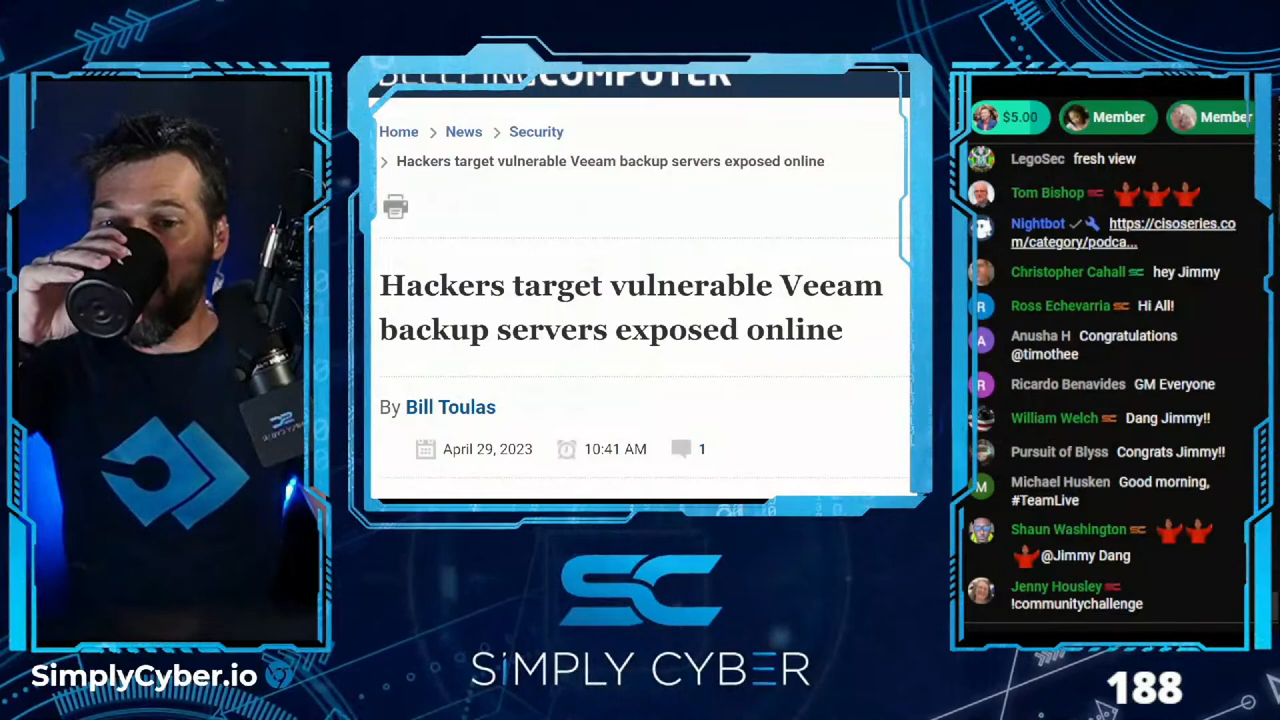 BLEEPINGCOMPUTER
Home > News > Security
> Hackers target vulnerable Veeam backup servers exposed online
Hackers target vulnerable Veeam
backup servers exposed online
By Bill Toulas
April 29, 2023 10:41 AM 1
SC
SiMPLY CYBER
SimplyCyber.io
$5.00 Member Member
LegoSec fresh view
Tom Bishop
Nightbot https://cisoseries.co
m/category/podca...
Christopher Cahall hey Jimmy
R Ross Echevarria Hi All!
A Anusha H Congratulations
@timothee
R Ricardo Benavides GM Everyone
William Welch Dang Jimmy!!
Pursuit of Blyss Congrats Jimmy!!
M Michael Husken Good morning,
#TeamLive
Shaun Washington
@Jimmy Dang
Jenny Housley
!communitychallenge
188